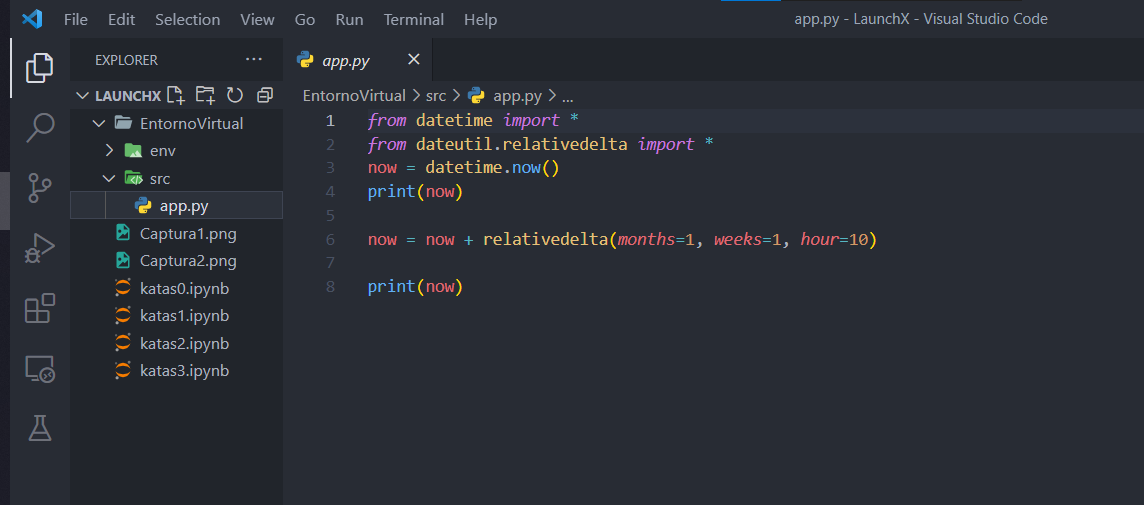 File Edit Selection View Go Run Terminal Help app.py - LaunchX - Visual Studio Code
EXPLORER ...
app.py
LAUNCHX
EntornoVirtual > src > app.py > ...
EntornoVirtual
env
src
app.py
Captura1.png
Captura2.png
katas0.ipynb
katas1.ipynb
katas2.ipynb
katas3.ipynb
1 from datetime import *
2 from dateutil.relativedelta import *
3 now = datetime.now()
4 print(now)
5
6 now = now + relativedelta(months=1, weeks=1, hour=10)
7
8 print(now)